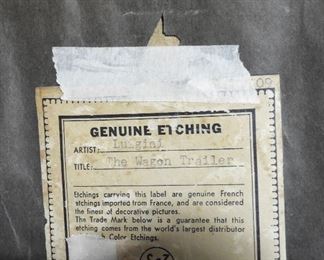 GENUINE ETCHING
ARTIST: Luigini
TITLE: The Wagon Trailer
Etchings carrying this label are genuine French
etchings imported from France, and are considered
the finest of decorative pictures.
The Trade Mark below is a guarantee that this
etching comes from the world's largest distributor
Color Etchings.